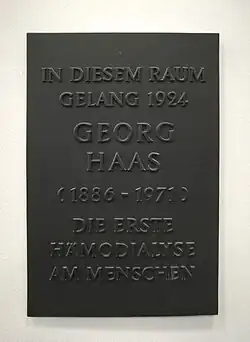 IN DIESEM RAUM
GELANG 1924
GEORG
HAAS
(1886-1971)
DIE ERSTE
HÄMODIALYSE
AM MENSCHEN